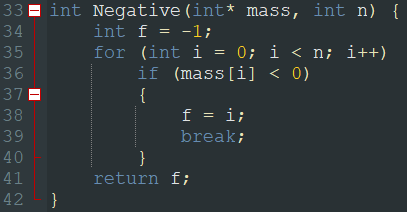 33 int Negative(int* mass, int n) {
34     int f = -1;
35     for (int i = 0; i < n; i++)
36         if (mass[i] < 0)
37         {
38             f = i;
39             break;
40         }
41     return f;
42 }